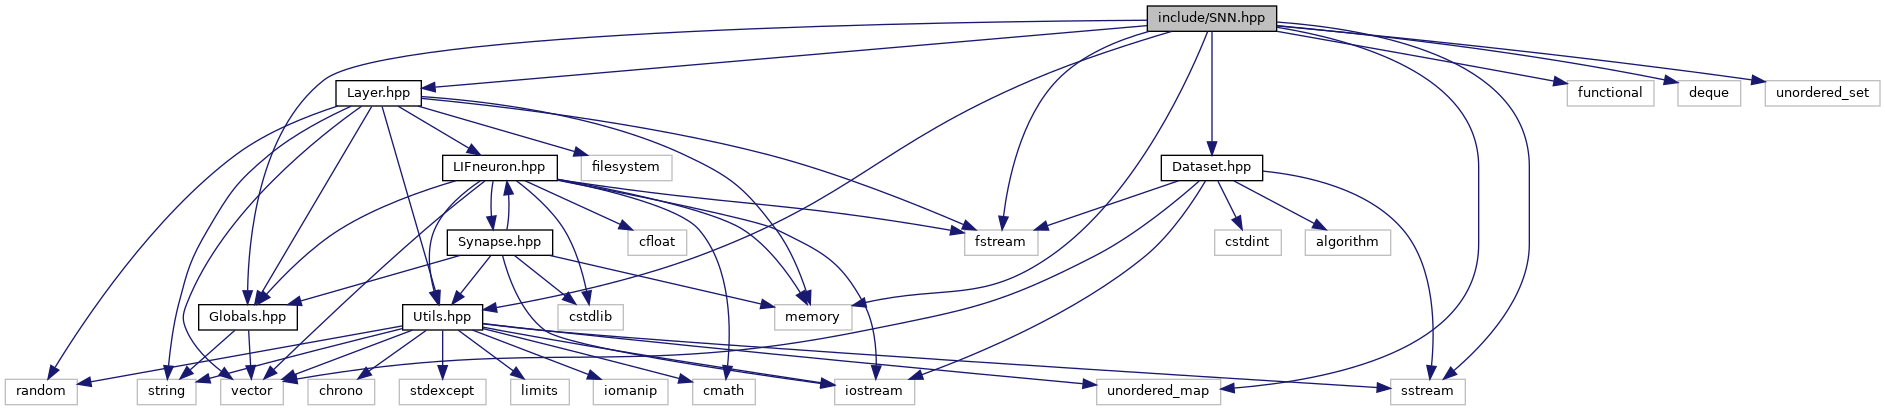 include/SNN.hpp
Layer.hpp
functional
deque
unordered_set
LIFneuron.hpp
filesystem
Dataset.hpp
Synapse.hpp
cfloat
fstream
cstdint
algorithm
Globals.hpp
Utils.hpp
cstdlib
memory
random
string
vector
chrono
stdexcept
limits
iomanip
cmath
iostream
unordered_map
sstream